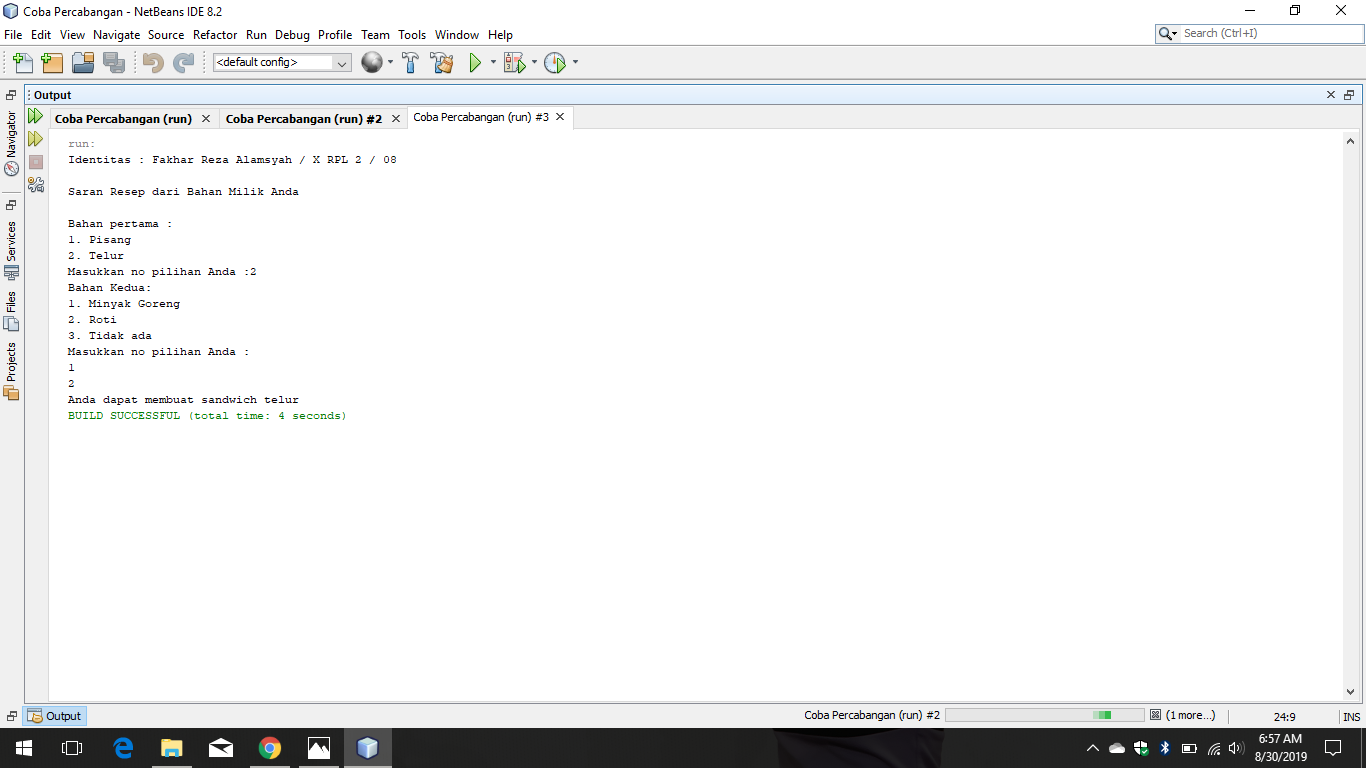 Coba Percabangan - NetBeans IDE 8.2
File Edit View Navigate Source Refactor Run Debug Profile Team Tools Window Help
Search (Ctrl+I)
<default config>
Output
Navigator
Services
Files
Projects
Coba Percabangan (run)
Coba Percabangan (run) #2
Coba Percabangan (run) #3
run:
Identitas : Fakhar Reza Alamsyah / X RPL 2 / 08
Saran Resep dari Bahan Milik Anda
Bahan pertama :
1. Pisang
2. Telur
Masukkan no pilihan Anda :2
Bahan Kedua:
1. Minyak Goreng
2. Roti
3. Tidak ada
Masukkan no pilihan Anda :
1
2
Anda dapat membuat sandwich telur
BUILD SUCCESSFUL (total time: 4 seconds)
Output
Coba Percabangan (run) #2
(1 more...)
24:9
INS
6:57 AM
8/30/2019